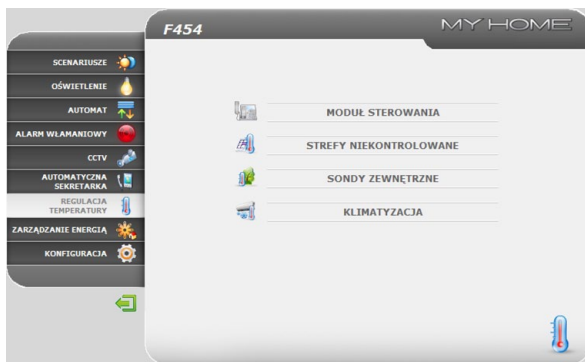 F454
MY HOME
SCENARIUSZE
OŚWIETLENIE
AUTOMAT
ALARM WŁAMANIOWY
CCTV
AUTOMATYCZNA
SEKRETARKA
REGULACJA
TEMPERATURY
ZARZĄDZANIE ENERGIĄ
KONFIGURACJA
MODUŁ STEROWANIA
STREFY NIEKONTROLOWANE
SONDY ZEWNĘTRZNE
KLIMATYZACJA